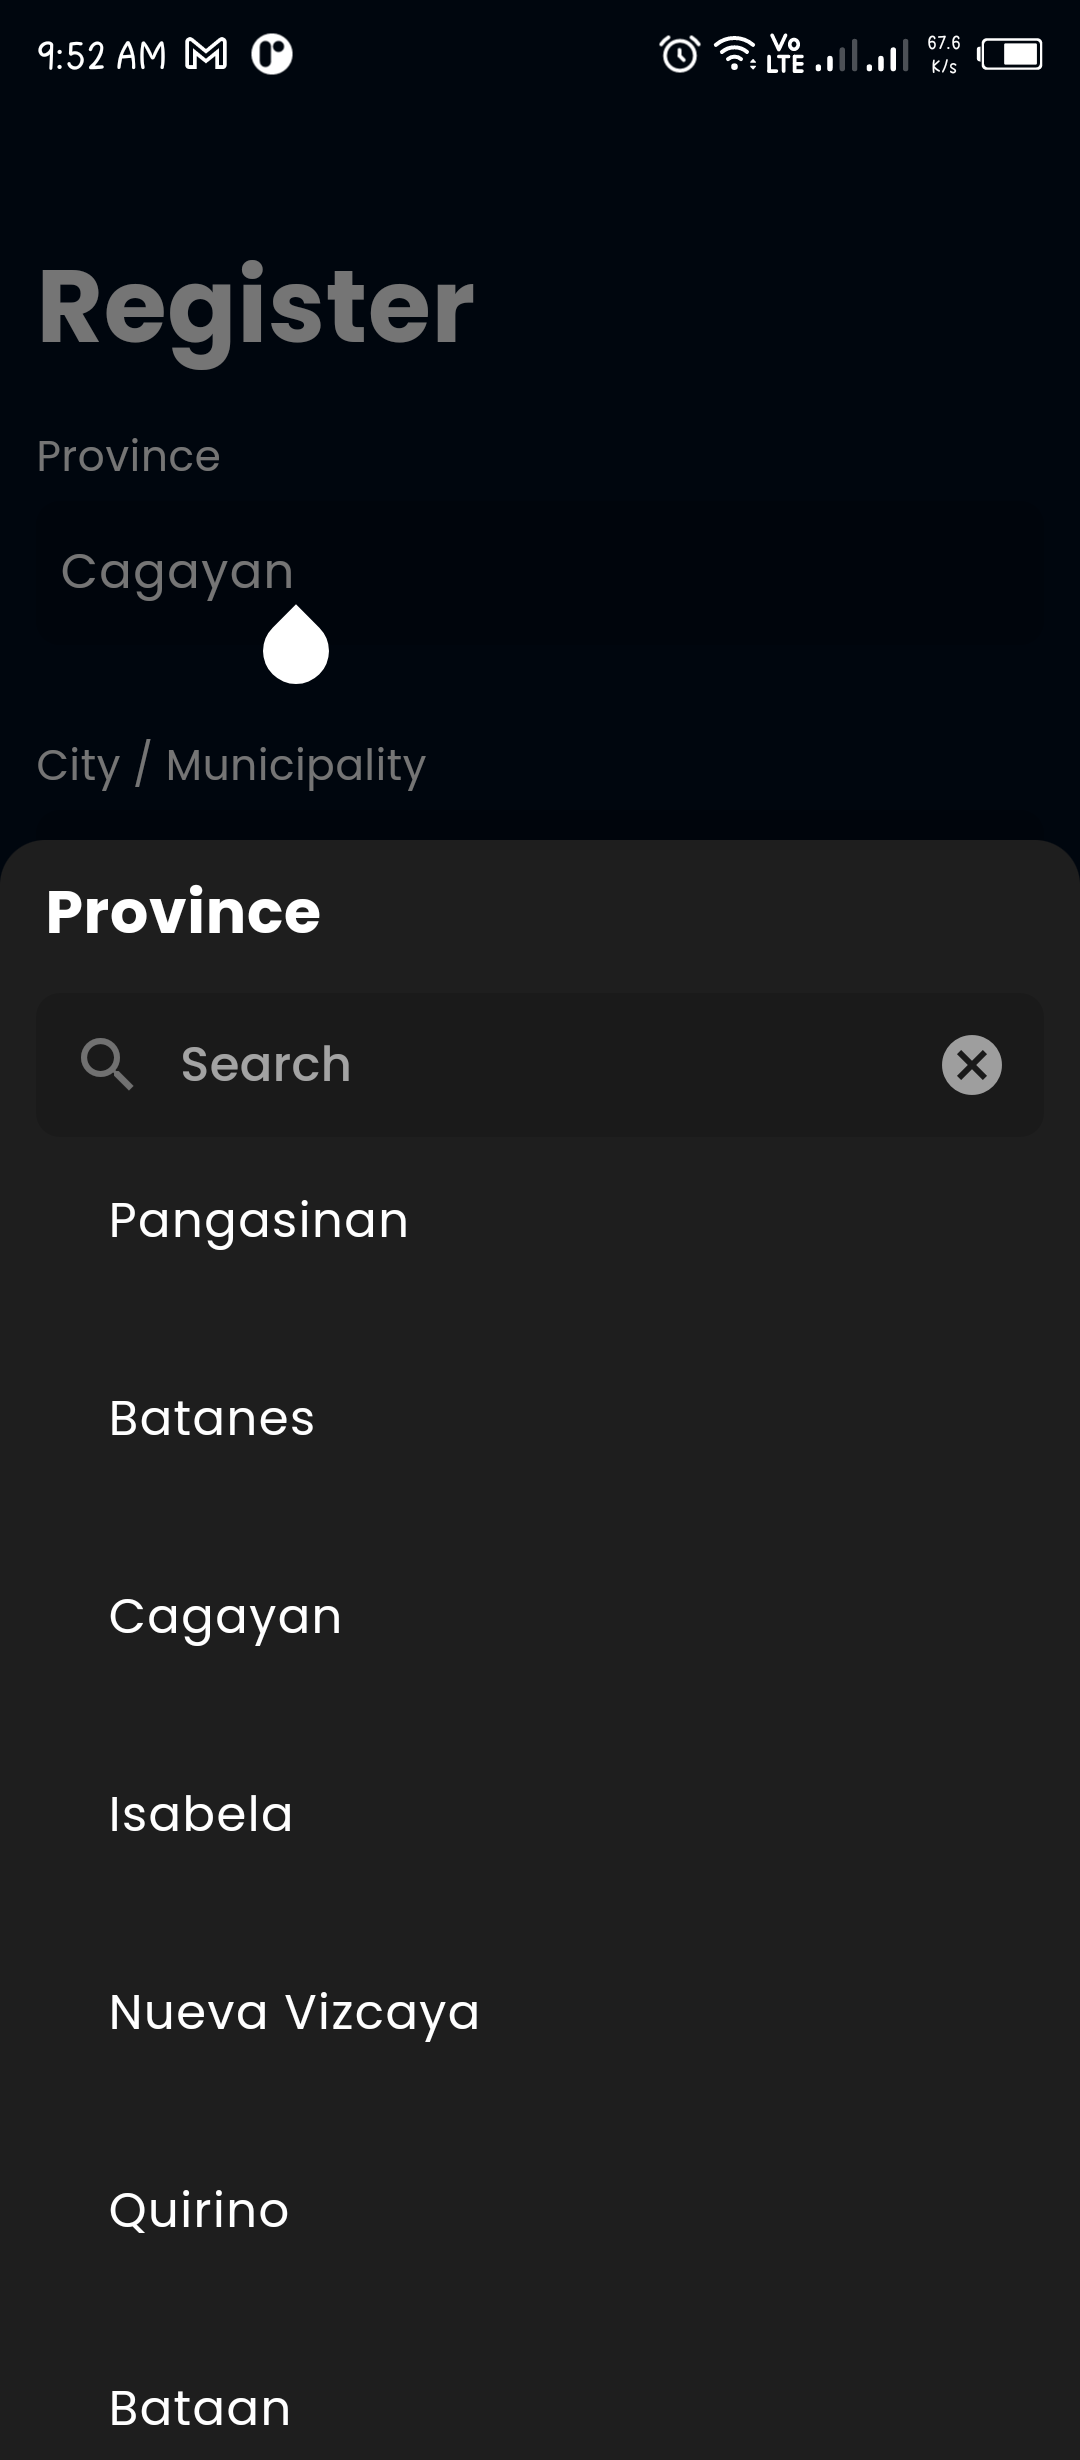 9:52 AM
Vo LTE
67.6 K/s
Register
Province
Cagayan
City / Municipality
Province
Search
Pangasinan
Batanes
Cagayan
Isabela
Nueva Vizcaya
Quirino
Bataan